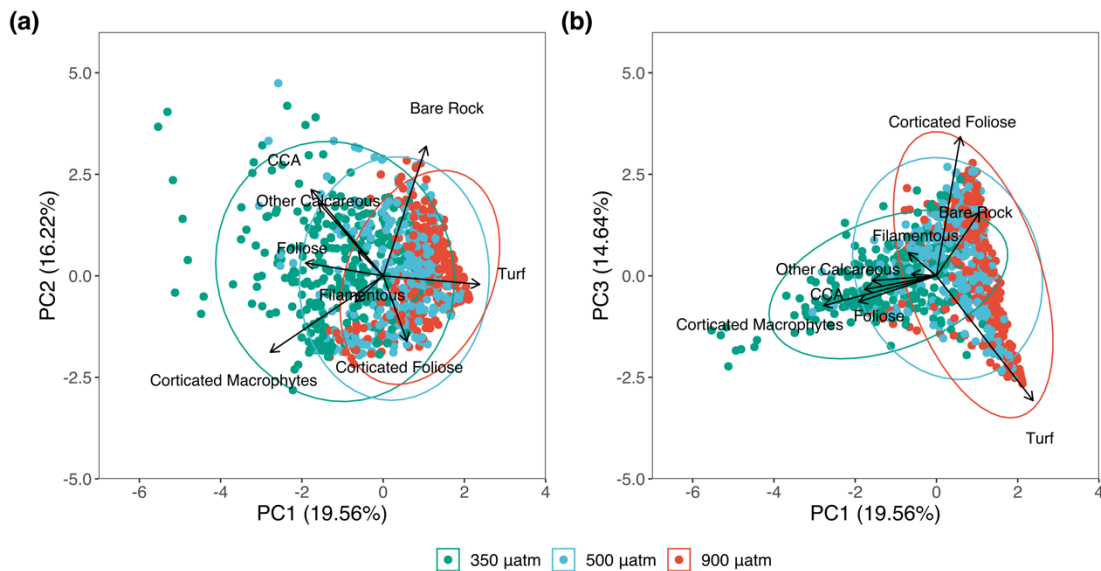 (a)
(b)
5.0
2.5
0.0
-2.5
-5.0
PC2 (16.22%)
Bare Rock
CCA
Other Calcareous
Foliose
Filamentous
Turf
Corticated Foliose
Corticated Macrophytes
-6 -4 -2 0 2 4
PC1 (19.56%)
5.0
2.5
0.0
-2.5
-5.0
PC3 (14.64%)
Corticated Foliose
Bare Rock
Filamentous
Other Calcareous
CCA
Foliose
Corticated Macrophytes
Turf
-6 -4 -2 0 2 4
PC1 (19.56%)
350 µatm 500 µatm 900 µatm